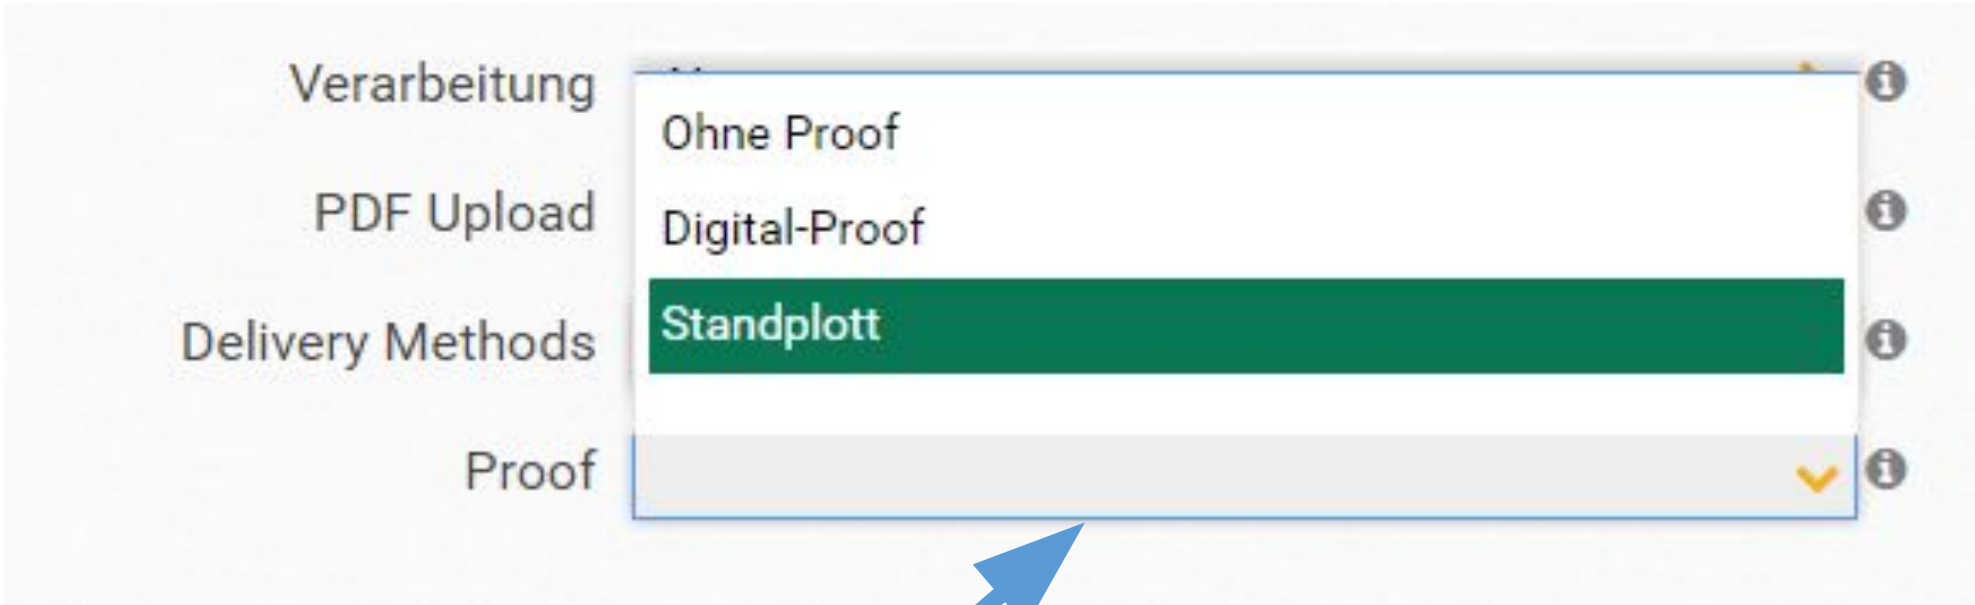 Verarbeitung
Ohne Proof
PDF Upload
Digital-Proof
Standplott
Delivery Methods
Proof